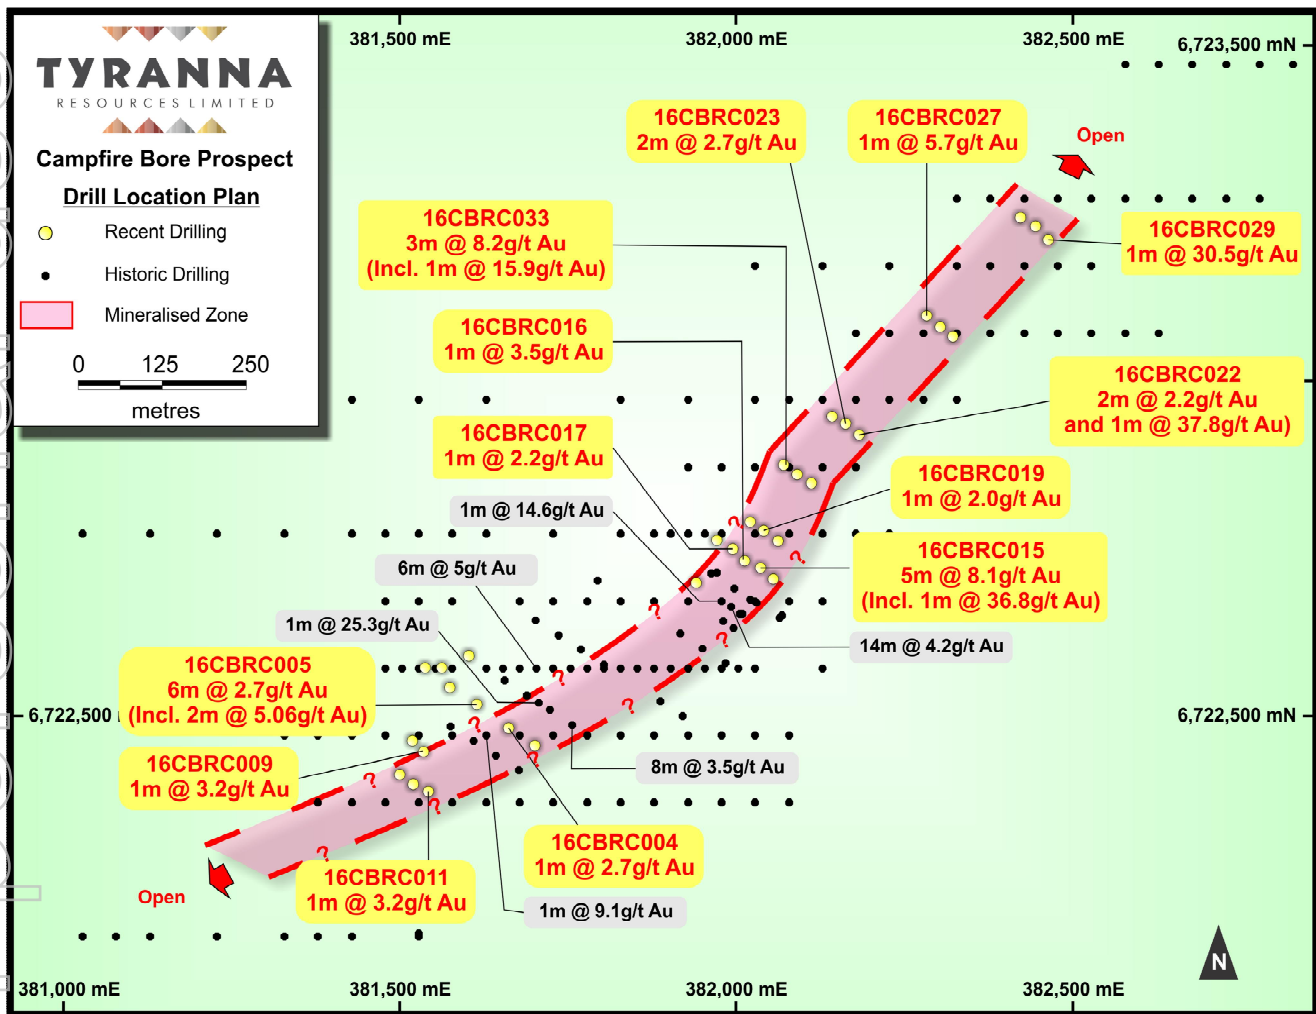 TYRANNA
RESOURCES LIMITED
Campfire Bore Prospect
Drill Location Plan
Recent Drilling
Historic Drilling
Mineralised Zone
0 125 250
metres
381,500 mE
382,000 mE
382,500 mE
6,723,500 mN
16CBRC023
2m @ 2.7g/t Au
16CBRC027
1m @ 5.7g/t Au
Open
16CBRC033
3m @ 8.2g/t Au
(Incl. 1m @ 15.9g/t Au)
16CBRC029
1m @ 30.5g/t Au
16CBRC016
1m @ 3.5g/t Au
16CBRC022
2m @ 2.2g/t Au
and 1m @ 37.8g/t Au)
16CBRC017
1m @ 2.2g/t Au
16CBRC019
1m @ 2.0g/t Au
1m @ 14.6g/t Au
?
?
16CBRC015
5m @ 8.1g/t Au
(Incl. 1m @ 36.8g/t Au)
6m @ 5g/t Au
?
1m @ 25.3g/t Au
?
14m @ 4.2g/t Au
16CBRC005
6m @ 2.7g/t Au
(Incl. 2m @ 5.06g/t Au)
?
?
?
6,722,500
6,722,500 mN
16CBRC009
1m @ 3.2g/t Au
?
?
?
8m @ 3.5g/t Au
16CBRC004
1m @ 2.7g/t Au
?
16CBRC011
1m @ 3.2g/t Au
Open
1m @ 9.1g/t Au
N
381,000 mE
381,500 mE
382,000 mE
382,500 mE